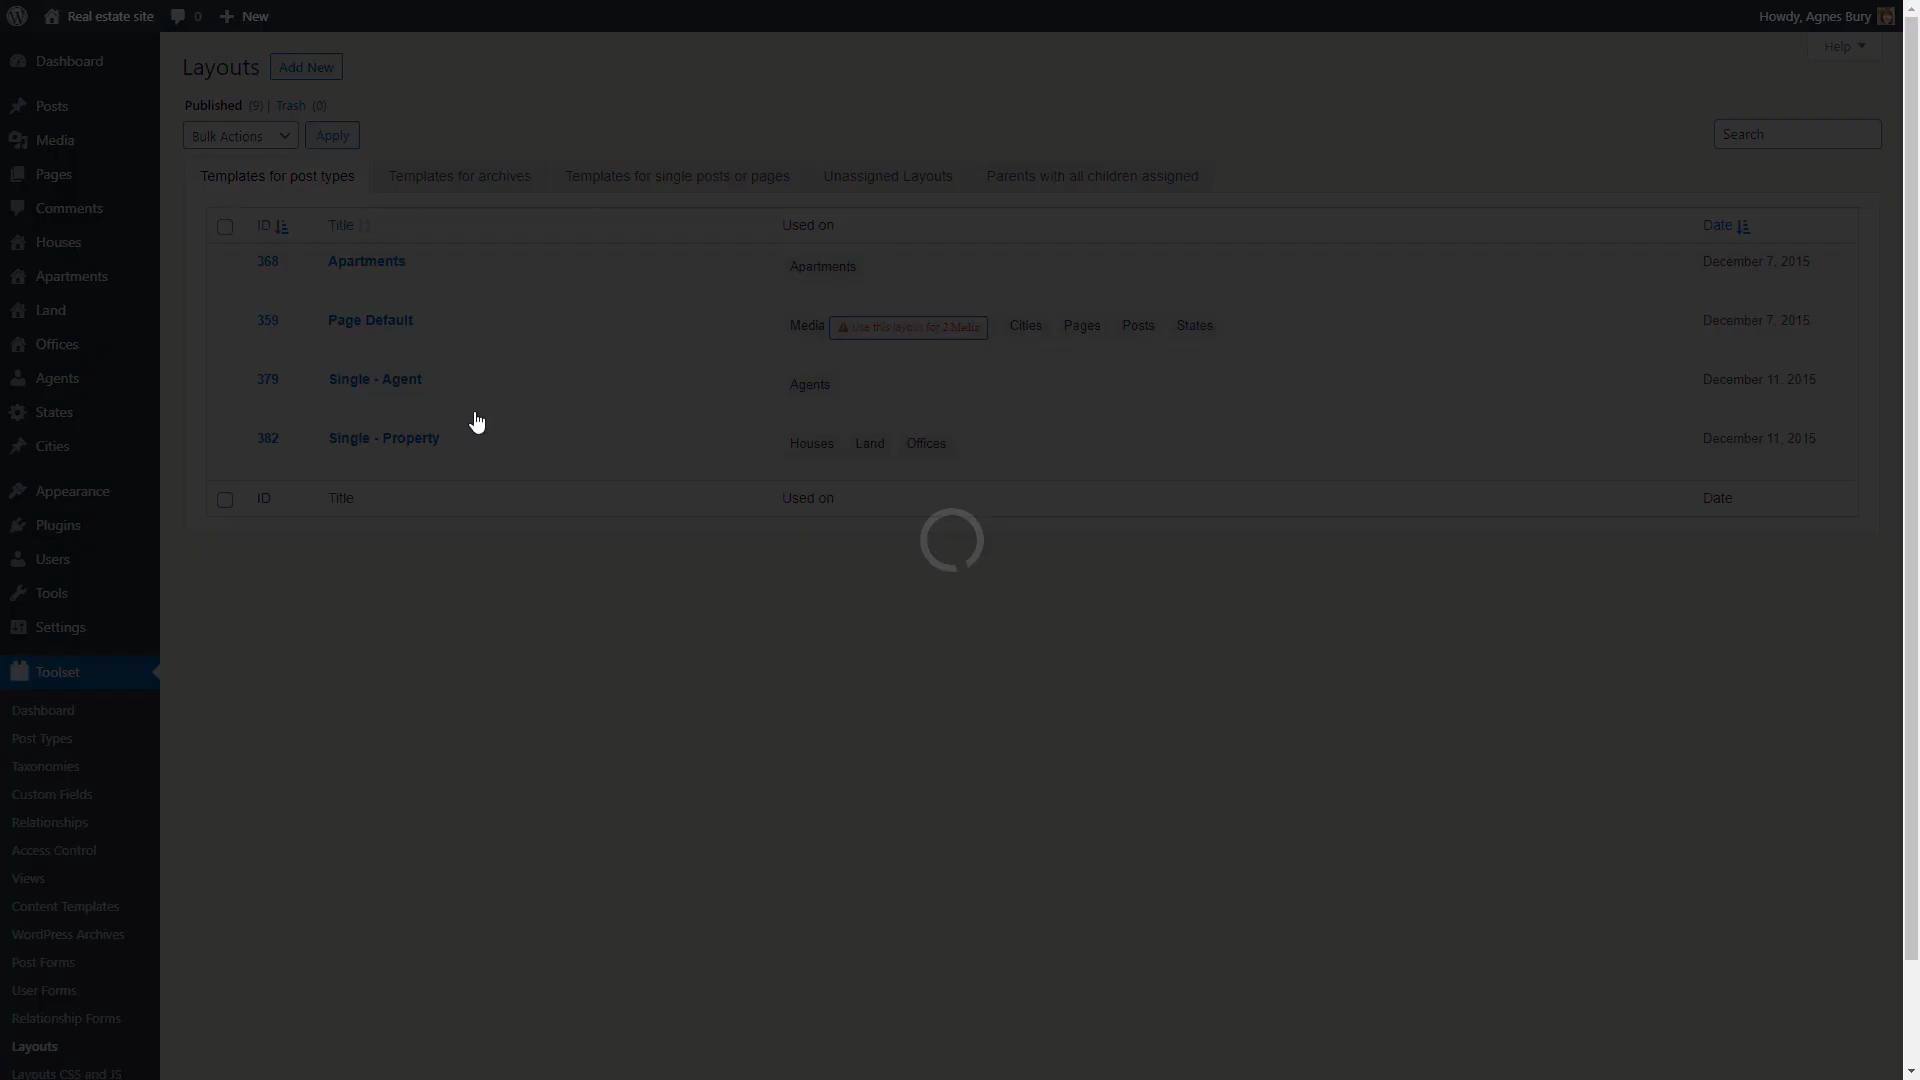 Real estate site 0 New Howdy, Agnes Bury
Help
Dashboard
Posts
Media
Pages
Comments
Houses
Apartments
Land
Offices
Agents
States
Cities
Appearance
Plugins
Users
Tools
Settings
Toolset
Dashboard
Post Types
Taxonomies
Custom Fields
Relationships
Access Control
Views
Content Templates
WordPress Archives
Post Forms
User Forms
Relationship Forms
Layouts
Layouts CSS and JS
Layouts Add New
Published (9) | Trash (0)
Bulk Actions Apply Search
Templates for post types Templates for archives Templates for single posts or pages Unassigned Layouts Parents with all children assigned
ID Title Used on Date
368 Apartments Apartments December 7, 2015
359 Page Default Media Use this layout for 2 Media Cities Pages Posts States December 7, 2015
379 Single - Agent Agents December 11, 2015
382 Single - Property Houses Land Offices December 11, 2015
ID Title Used on Date